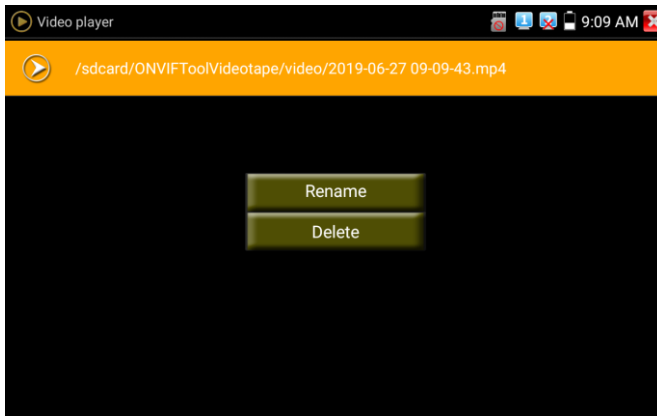 Video player
9:09 AM
/sdcard/ONVIFToolVideotape/video/2019-06-27 09-09-43.mp4
Rename
Delete